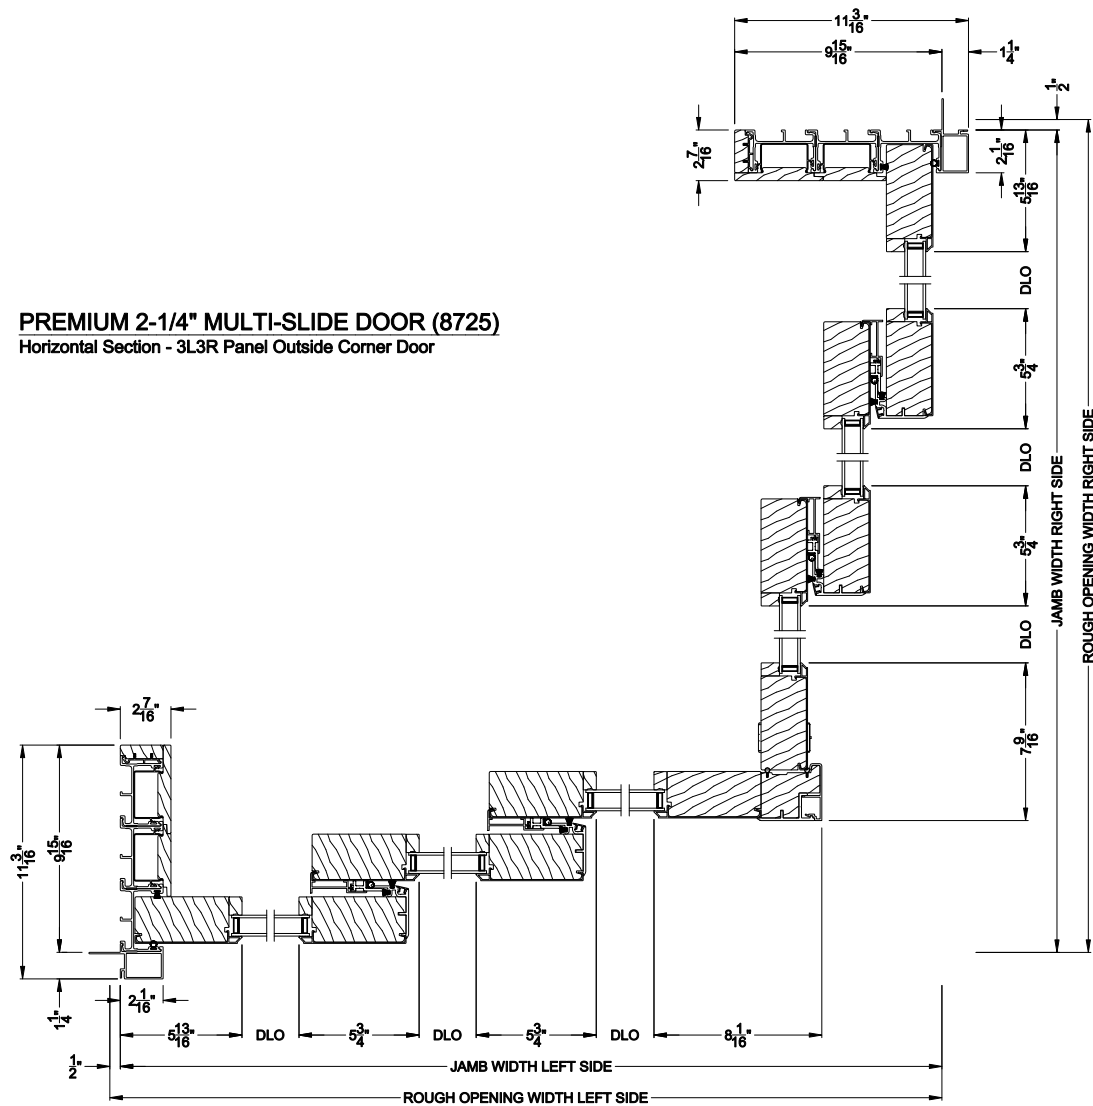 11 3/16"
9 15/16"
1 1/4"
1/2"
2 7/16"
2 1/16"
5 13/16"
DLO
PREMIUM 2-1/4" MULTI-SLIDE DOOR (8725)
Horizontal Section - 3L3R Panel Outside Corner Door
5 3/4"
DLO
5 3/4"
DLO
7 9/16"
JAMB WIDTH RIGHT SIDE
ROUGH OPENING WIDTH RIGHT SIDE
2 7/16"
11 3/16"
9 15/16"
1 1/4"
2 1/16"
5 13/16"
DLO
5 3/4"
DLO
5 3/4"
DLO
8 1/16"
1/2"
JAMB WIDTH LEFT SIDE
ROUGH OPENING WIDTH LEFT SIDE